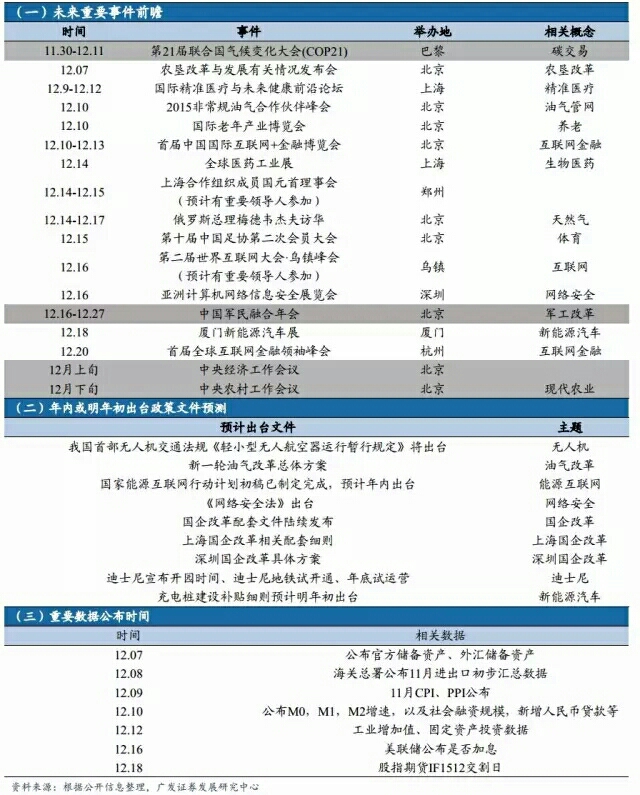 （一）未来重要事件前瞻
时间 事件 举办地 相关概念
11.30-12.11 第21届联合国气候变化大会(COP21) 巴黎 碳交易
12.07 农垦改革与发展有关情况发布会 北京 农垦改革
12.9-12.12 国际精准医疗与未来健康前沿论坛 上海 精准医疗
12.10 2015非常规油气合作伙伴峰会 北京 油气管网
12.10 国际老年产业博览会 北京 养老
12.10-12.13 首届中国国际互联网+金融博览会 北京 互联网金融
12.14 全球医药工业展 上海 生物医药
12.14-12.15 上海合作组织成员国元首理事会 郑州
（预计有重要领导人参加）
12.14-12.17 俄罗斯总理梅德韦杰夫访华 北京 天然气
12.15 第十届中国足协第二次会员大会 北京 体育
12.16 第二届世界互联网大会·乌镇峰会 乌镇 互联网
（预计有重要领导人参加）
12.16 亚洲计算机网络信息安全展览会 深圳 网络安全
12.16-12.27 中国军民融合年会 北京 军工改革
12.18 厦门新能源汽车展 厦门 新能源汽车
12.20 首届全球互联网金融领袖峰会 杭州 互联网金融
12月上旬 中央经济工作会议 北京
12月下旬 中央农村工作会议 北京 现代农业
（二）年内或明年初出台政策文件预测
预计出台文件 主题
我国首部无人机交通法规《轻小型无人航空器运行暂行规定》将出台 无人机
新一轮油气改革总体方案 油气改革
国家能源互联网行动计划初稿已制定完成，预计年内出台 能源互联网
《网络安全法》出台 网络安全
国企改革配套文件陆续发布 国企改革
上海国企改革相关配套细则 上海国企改革
深圳国企改革具体方案 深圳国企改革
迪士尼宣布开园时间、迪士尼地铁试开通、年底试运营 迪士尼
充电桩建设补贴细则预计明年初出台 新能源汽车
（三）重要数据公布时间
时间 相关数据
12.07 公布官方储备资产、外汇储备资产
12.08 海关总署公布11月进出口初步汇总数据
12.09 11月CPI、PPI公布
12.10 公布M0，M1，M2增速，以及社会融资规模，新增人民币贷款等
12.12 工业增加值、固定资产投资数据
12.16 美联储公布是否加息
12.18 股指期货IF1512交割日
资料来源：根据公开信息整理，广发证券发展研究中心